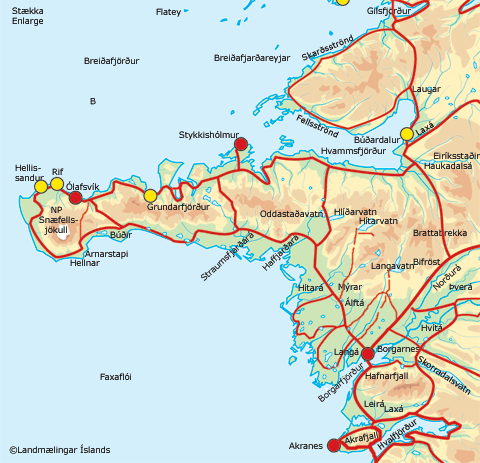 Stækka
Enlarge
Flatey
Gilsfjörður
Skarðsströnd
Breiðafjarðareyjar
Breiðafjörður
Laugar
B
Fellsströnd
Stykkishólmur
Búðardalur
Laxá
Hvammsfjörður
Eiríksstaðir
Haukadalsá
Hellis-
sandur
Rif
Ólafsvík
Grundarfjörður
NP
Snæfells-
jökull
Búðir
Arnarstapi
Hellnar
Oddastaðavatn
Hlíðarvatn
Hítarvatn
Straumsfjarðará
Haffjarðará
Brattabrekka
Bifröst
Langavatn
Norðurá
Þverá
Hítará
Mýrar
Álftá
Hvítá
Langá
Borgarnes
Borgarfjörður
Skorradalsvatn
Hafnarfjall
Faxaflói
Leirá
Laxá
Akranes
Akrafjall
Hvalfjörður
©Landmælingar Íslands